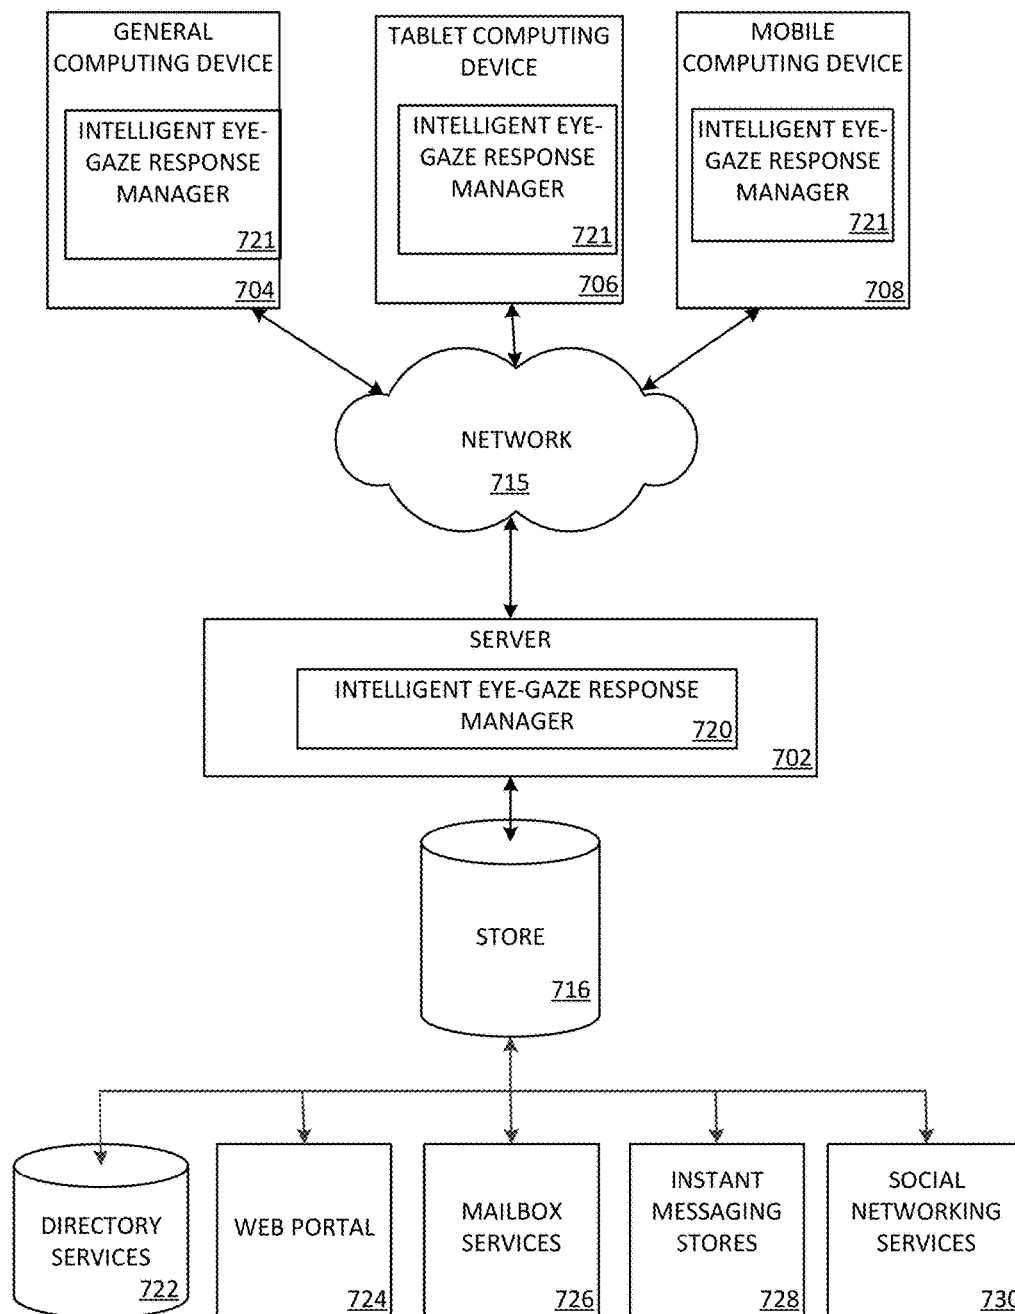 GENERAL
COMPUTING DEVICE
INTELLIGENT EYE-
GAZE RESPONSE
MANAGER
721
704
TABLET COMPUTING
DEVICE
INTELLIGENT EYE-
GAZE RESPONSE
MANAGER
721
706
MOBILE
COMPUTING DEVICE
INTELLIGENT EYE-
GAZE RESPONSE
MANAGER
721
708
NETWORK
715
SERVER
INTELLIGENT EYE-GAZE RESPONSE
MANAGER
720
702
STORE
716
DIRECTORY
SERVICES
722
WEB PORTAL
724
MAILBOX
SERVICES
726
INSTANT
MESSAGING
STORES
728
SOCIAL
NETWORKING
SERVICES
730